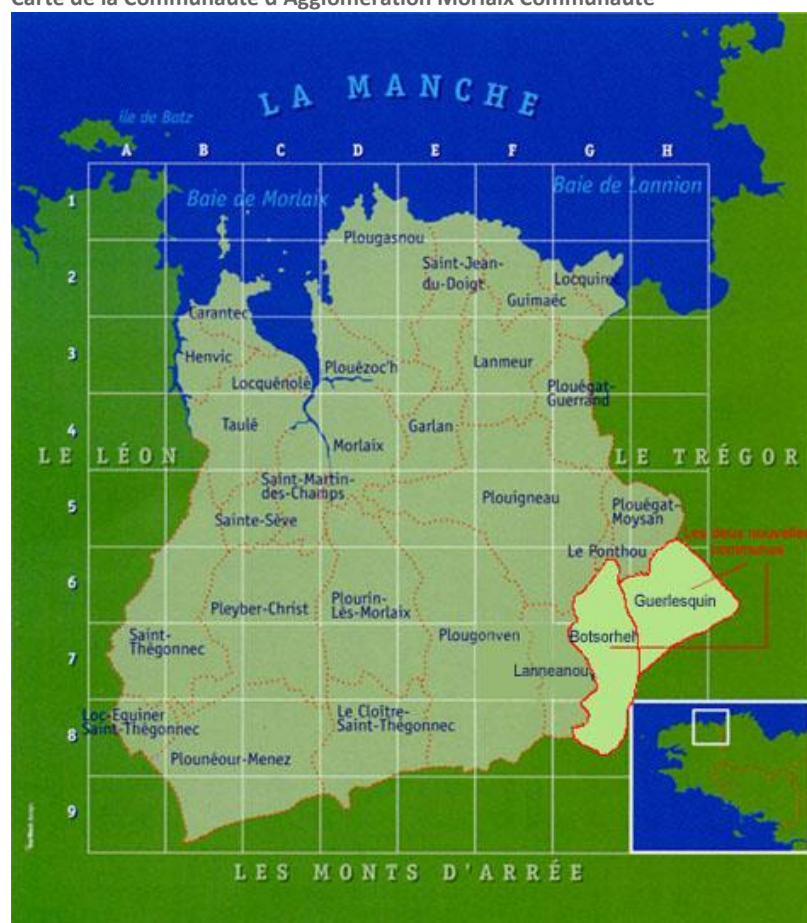 Carte de la Communauté d'Agglomération Morlaix Communauté
LA MANCHE
Ile de Batz
A B C D E F G H
1
Baie de Morlaix
Baie de Lannion
Plougasnou
2
Saint-Jean-
du-Doigt
Locquirec
Guimaëc
Carantec
3
Henvic
Locquénolé
Plouézoc'h
Lanmeur
Plouégat-
Guerrand
4
Taulé
Garlan
Morlaix
LE LÉON
LE TRÉGOR
Saint-Martin-
des-Champs
5
Sainte-Sève
Plouigneau
Plouégat-
Moysan
Les deux nouvelles
communes
Le Ponthou
6
Pleyber-Christ
Plourin-
Lès-Morlaix
Guerlesquin
7
Saint-
Thégonnec
Plougonven
Botsorhel
Lanneanou
8
Loc-Equiner
Saint-Thégonnec
Le Cloître-
Saint-Thégonnec
Plounéour-Menez
9
LES MONTS D'ARRÉE